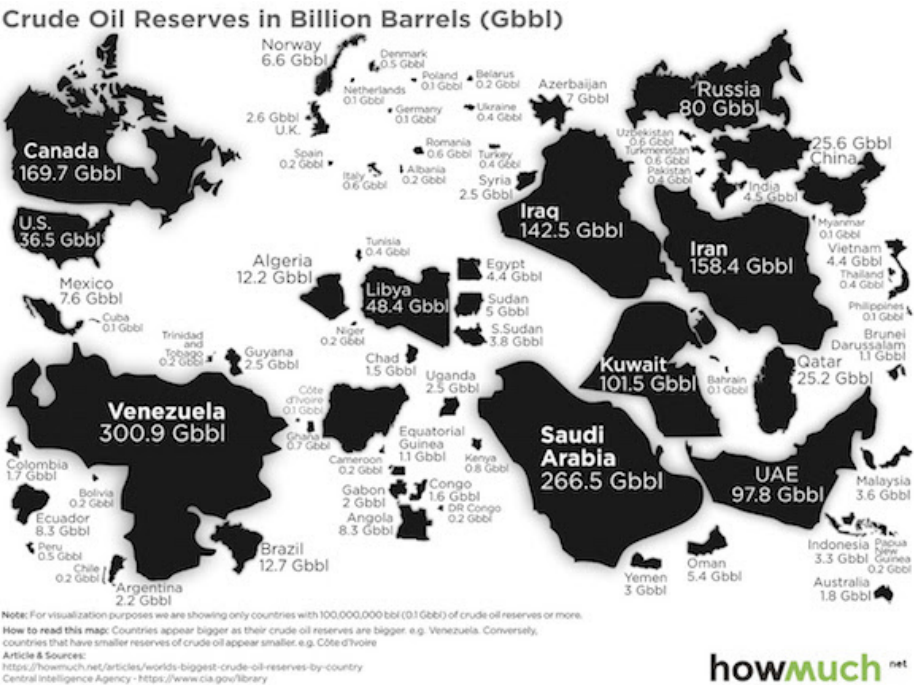 Crude Oil Reserves in Billion Barrels (Gbbl)
Norway
6.6 Gbbl
Denmark
0.5 Gbbl
Netherlands
0.1 Gbbl
Poland
0.1 Gbbl
Belarus
0.2 Gbbl
Azerbaijan
7 Gbbl
Russia
80 Gbbl
2.6 Gbbl
U.K.
Germany
0.1 Gbbl
Ukraine
0.4 Gbbl
Canada
169.7 Gbbl
Spain
0.2 Gbbl
Italy
0.6 Gbbl
Romania
0.6 Gbbl
Albania
0.2 Gbbl
Turkey
0.4 Gbbl
Syria
2.5 Gbbl
Uzbekistan
0.6 Gbbl
Turkmenistan
0.6 Gbbl
Pakistan
0.4 Gbbl
25.6 Gbbl
China
India
4.5 Gbbl
U.S.
36.5 Gbbl
Iraq
142.5 Gbbl
Iran
158.4 Gbbl
Myanmar
0.1 Gbbl
Vietnam
4.4 Gbbl
Thailand
0.4 Gbbl
Philippines
0.1 Gbbl
Mexico
7.6 Gbbl
Cuba
0.1 Gbbl
Algeria
12.2 Gbbl
Tunisia
0.4 Gbbl
Libya
48.4 Gbbl
Egypt
4.4 Gbbl
Sudan
5 Gbbl
S.Sudan
3.8 Gbbl
Niger
0.2 Gbbl
Chad
1.5 Gbbl
Uganda
2.5 Gbbl
Kuwait
101.5 Gbbl
Bahrain
0.1 Gbbl
Qatar
25.2 Gbbl
Brunei
Darussalam
1.1 Gbbl
Trinidad
and
Tobago
0.2 Gbbl
Guyana
2.5 Gbbl
Venezuela
300.9 Gbbl
Côte
d'Ivoire
0.1 Gbbl
Ghana
0.7 Gbbl
Cameroon
0.2 Gbbl
Equatorial
Guinea
1.1 Gbbl
Kenya
0.8 Gbbl
Gabon
2 Gbbl
Congo
1.6 Gbbl
DR Congo
0.2 Gbbl
Angola
8.3 Gbbl
Saudi
Arabia
266.5 Gbbl
UAE
97.8 Gbbl
Malaysia
3.6 Gbbl
Colombia
1.7 Gbbl
Bolivia
0.2 Gbbl
Ecuador
8.3 Gbbl
Peru
0.5 Gbbl
Chile
0.2 Gbbl
Argentina
2.2 Gbbl
Brazil
12.7 Gbbl
Yemen
3 Gbbl
Oman
5.4 Gbbl
Indonesia
3.3 Gbbl
Papua
New
Guinea
0.2 Gbbl
Australia
1.8 Gbbl
Note: For visualization purposes we are showing only countries with 100,000,000 bbl (0.1 Gbbl) of crude oil reserves or more.
How to read this map: Countries appear bigger as their crude oil reserves are bigger. e.g. Venezuela. Conversely,
countries that have smaller reserves of crude oil appear smaller. e.g. Côte d'Ivoire
Article & Sources:
https://howmuch.net/articles/worlds-biggest-crude-oil-reserves-by-country
Central Intelligence Agency - https://www.cia.gov/library
howmuch net